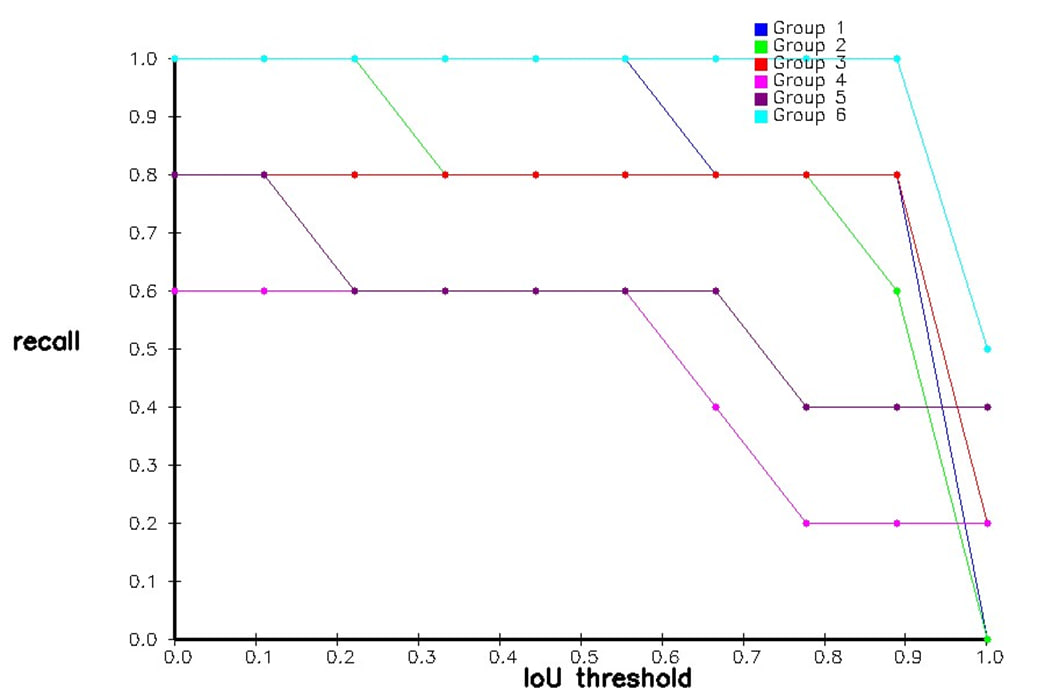 Group 1
Group 2
Group 3
Group 4
Group 5
Group 6
1.0
0.9
0.8
0.7
0.6
0.5
recall
0.4
0.3
0.2
0.1
0.0
0.0 0.1 0.2 0.3 0.4 0.5 0.6 0.7 0.8 0.9 1.0
IoU threshold